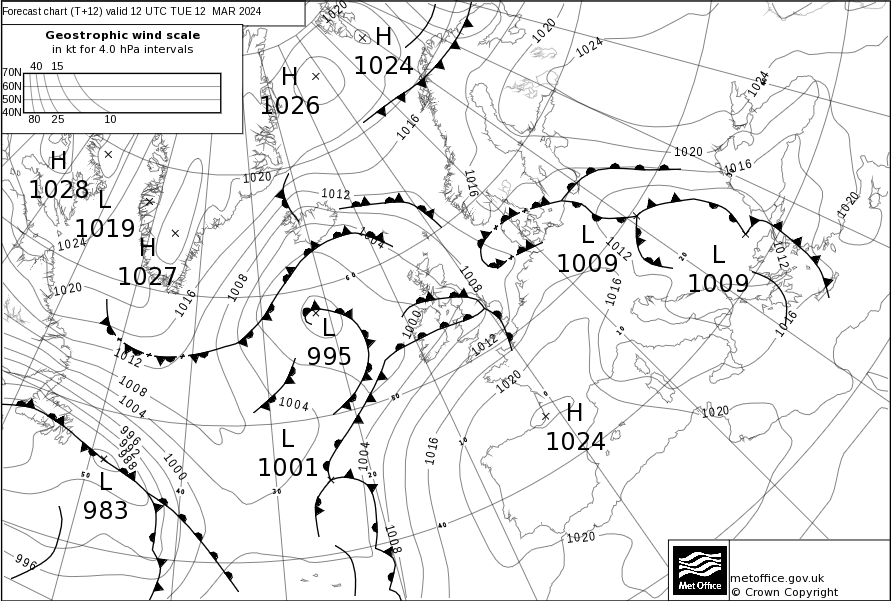 Forecast chart (T+12) valid 12 UTC TUE 12 MAR 2024
Geostrophic wind scale
in kt for 4.0 hPa intervals
40 15
70N
60N
50N
40N
80 25 10
1020
H
1024
1020
1024
H
1026
1024
1016
1020
1016
H
1028
L
1019
1020
1012
1016
1020
1024
H
1027
1004
60
L
1009
1012
20
L
1009
1012
1020
1016
1008
1008
1016
1000
L
995
1012
10
1016
1012
1008
1004
1020
0
1004
50
H
1024
1020
996
992
988
1000
L
1001
1004
1016
10
50
L
983
40
30
20
40
1008
1020
996
Met Office
metoffice.gov.uk
© Crown Copyright